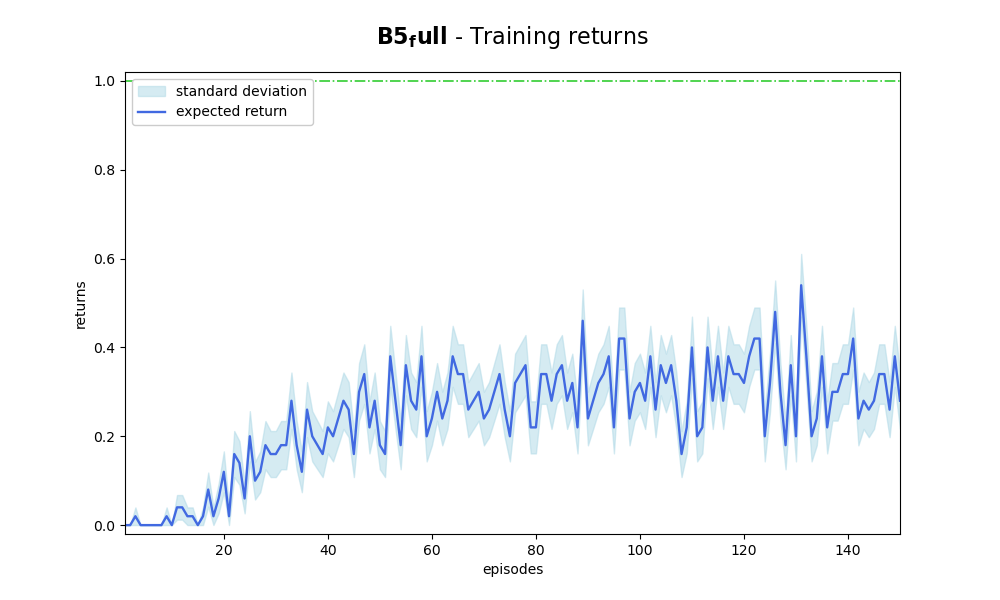 B5full - Training returns
1.0
0.8
0.6
0.4
0.2
0.0
returns
standard deviation
expected return
20 40 60 80 100 120 140
episodes